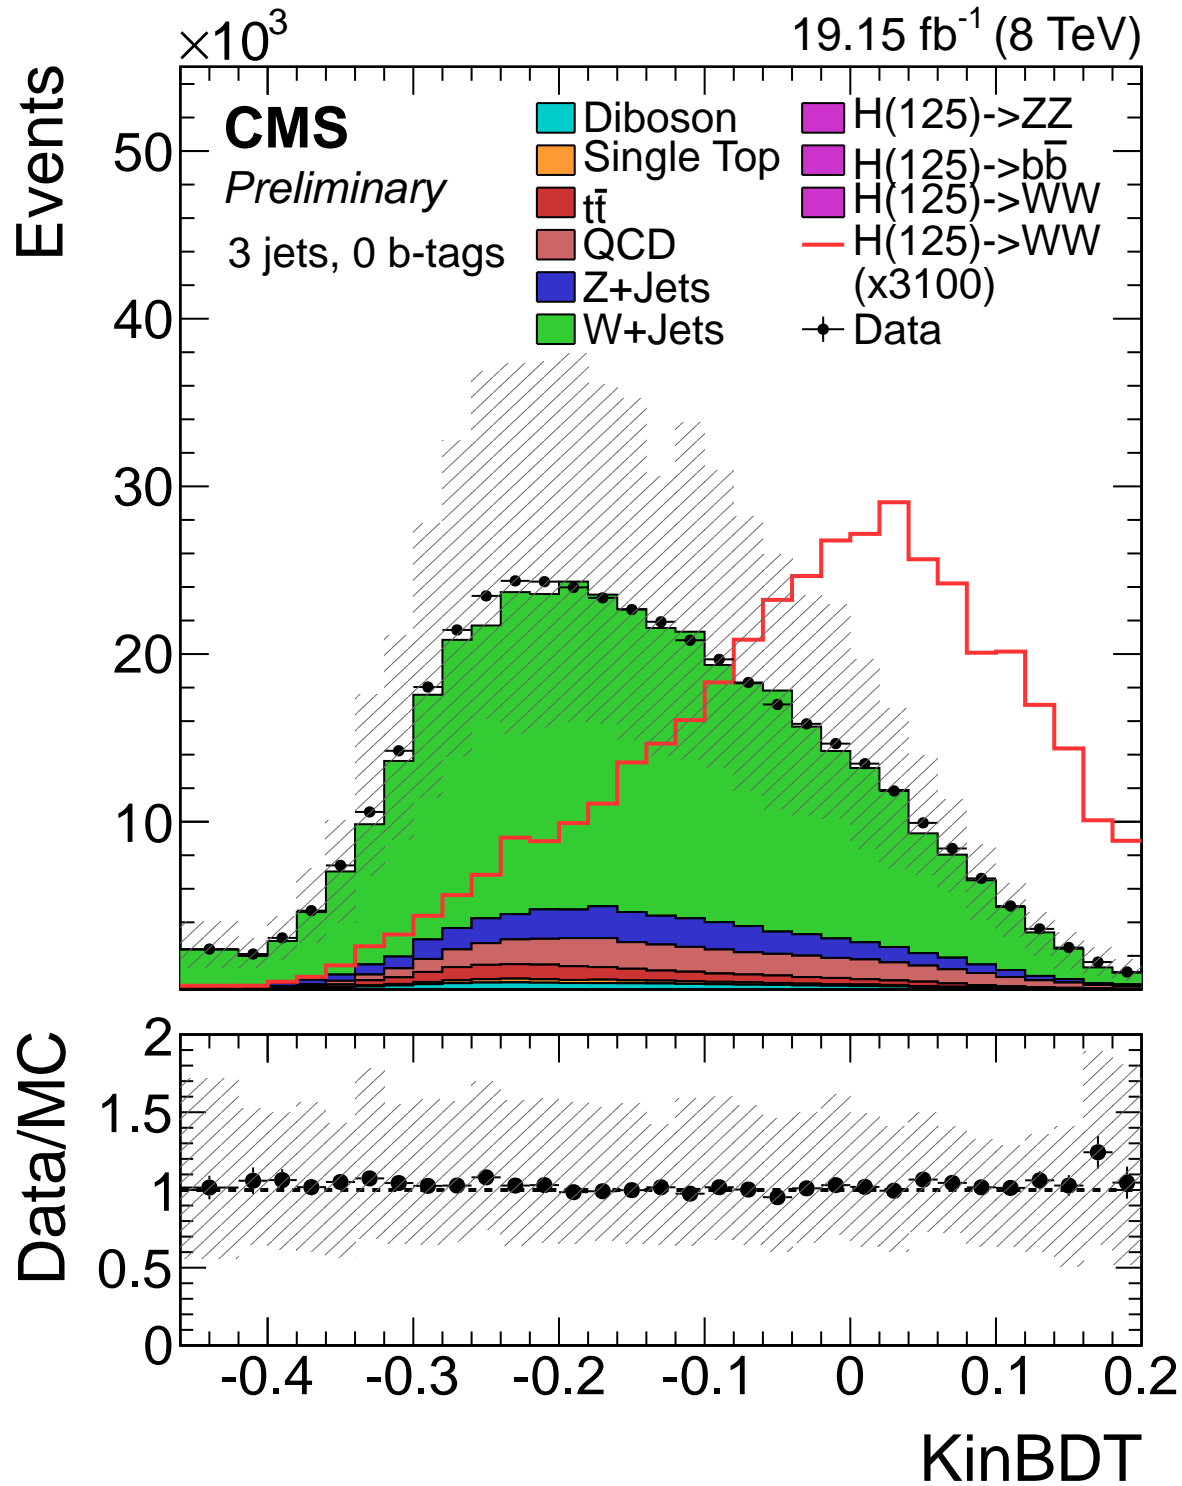 ×10³
19.15 fb⁻¹ (8 TeV)
Events
CMS
Preliminary
3 jets, 0 b-tags
Diboson
Single Top
tt̄
QCD
Z+Jets
W+Jets
H(125)->ZZ
H(125)->bb̄
H(125)->WW
H(125)->WW
(x3100)
Data
50
40
30
20
10
Data/MC
2
1.5
1
0.5
0
-0.4 -0.3 -0.2 -0.1 0 0.1 0.2
KinBDT